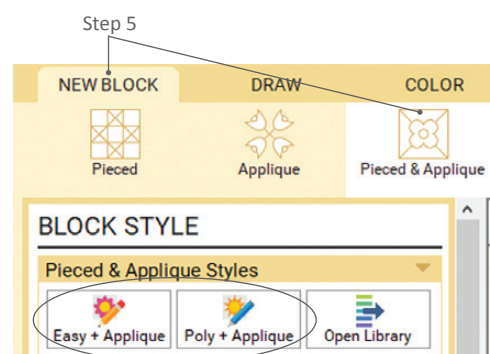 Step 5
NEW BLOCK DRAW COLOR
Pieced Applique Pieced & Applique
BLOCK STYLE
Pieced & Applique Styles
Easy + Applique Poly + Applique Open Library